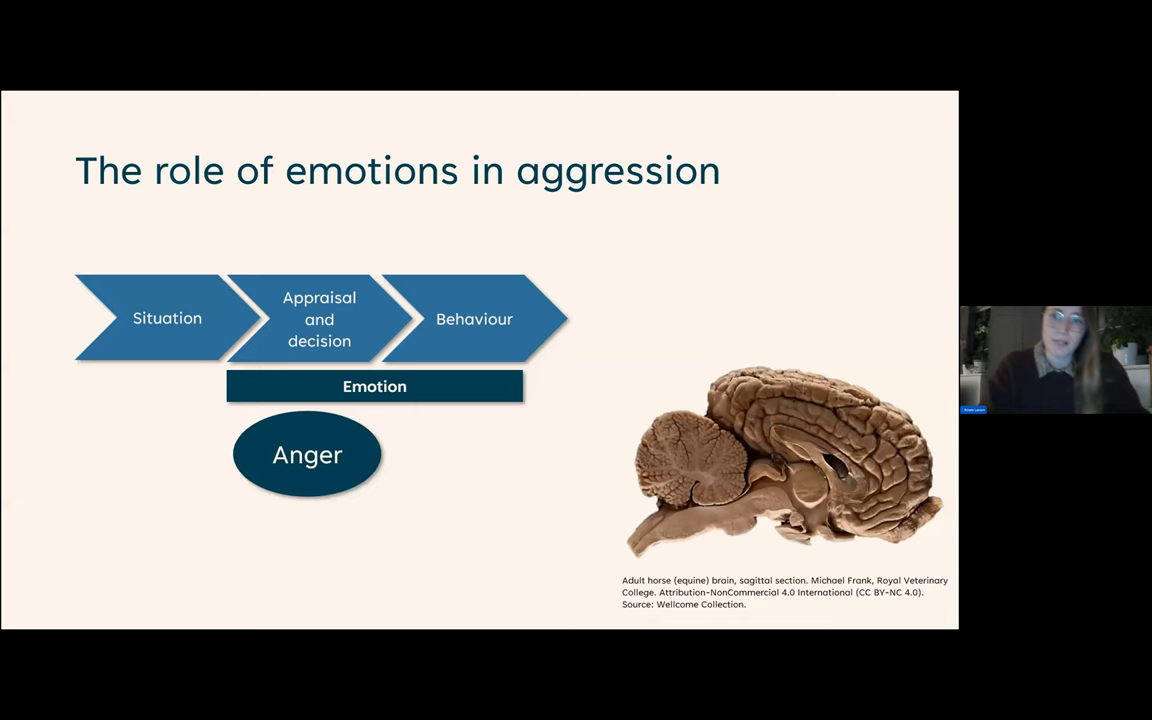 The role of emotions in aggression
Situation
Appraisal
and
decision
Behaviour
Emotion
Anger
Adult horse (equine) brain, sagittal section. Michael Frank, Royal Veterinary
College. Attribution-NonCommercial 4.0 International (CC BY-NC 4.0).
Source: Wellcome Collection.